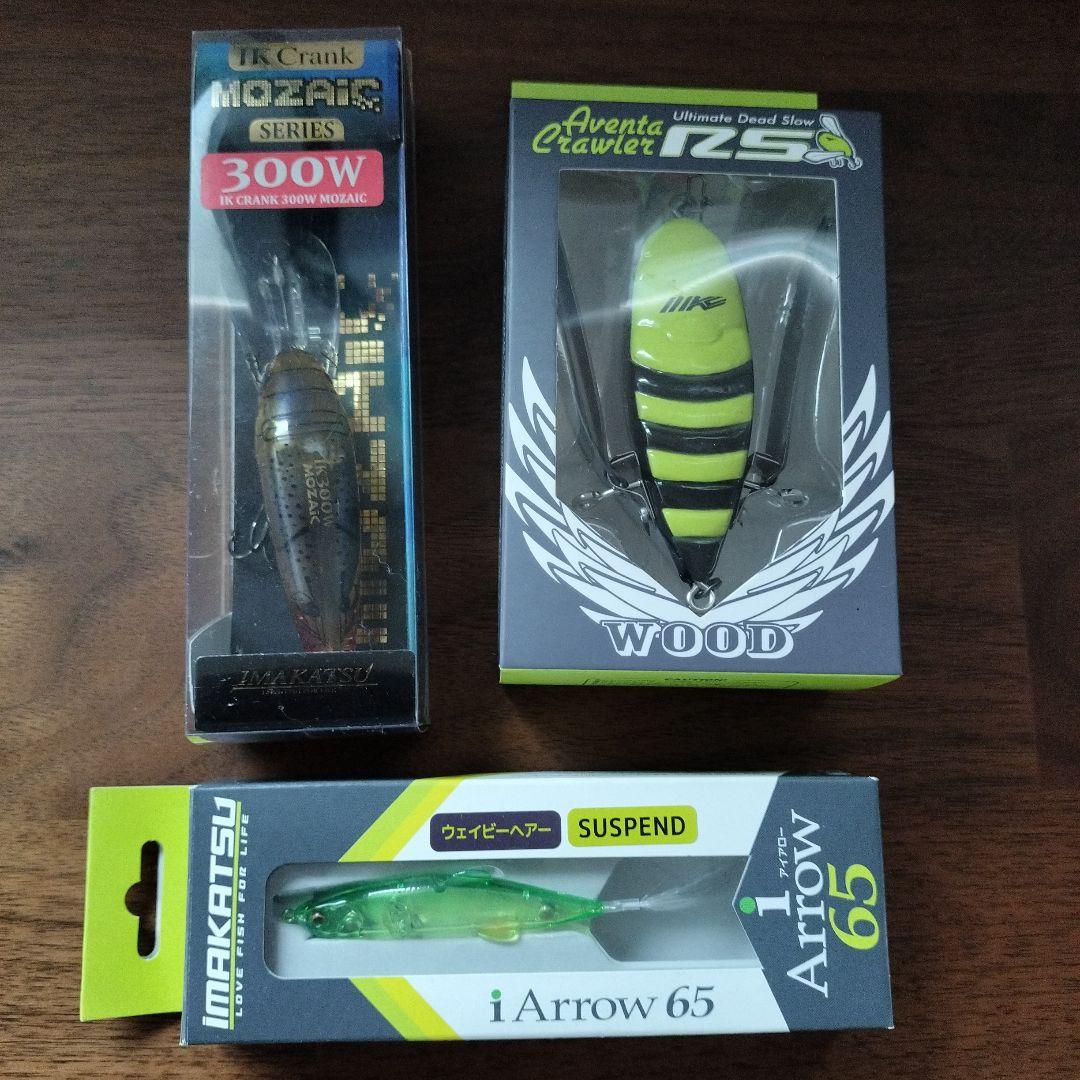 IK Crank
MOZAIC
SERIES
300W
IK CRANK 300W MOZAIC
IK300W
MOZAIC
IMAKATSU
Aventa
Crawler
Ultimate Dead Slow
RS
WOOD
CAUTION:
IMAKATSU
LOVE FISH FOR LIFE
ウェイビーヘアー
SUSPEND
i Arrow 65
i
アイアロー
Arrow
65